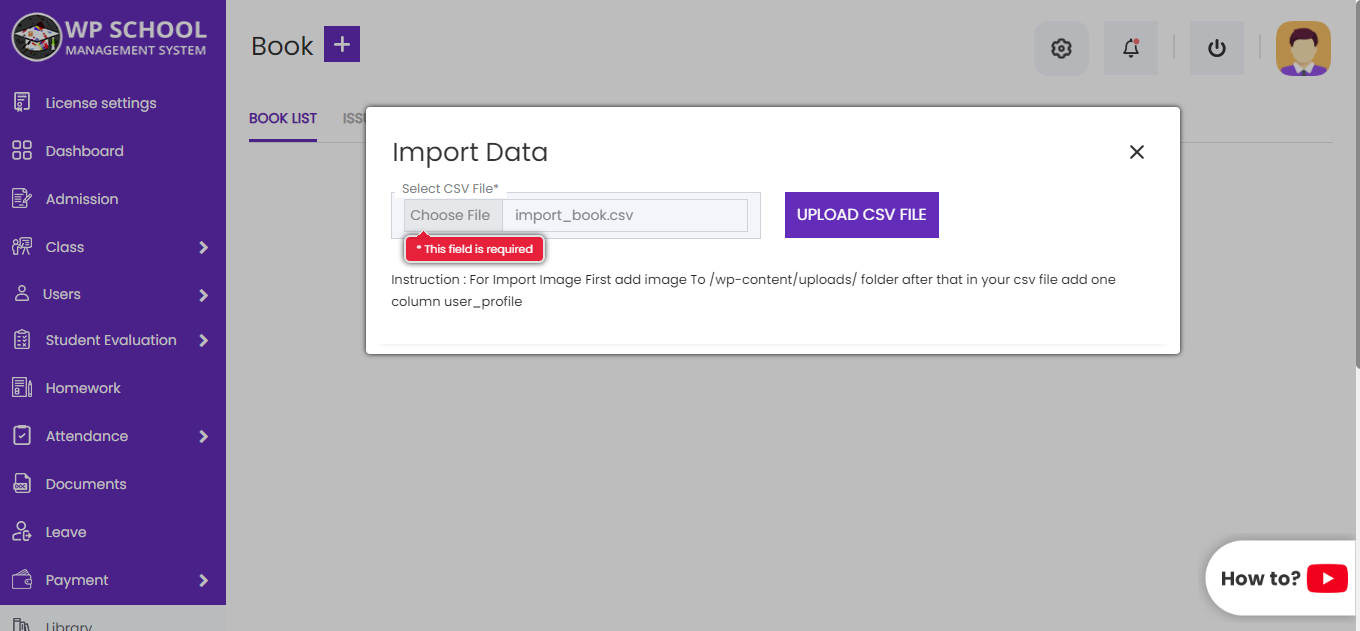 WP SCHOOL
MANAGEMENT SYSTEM
License settings
Dashboard
Admission
Class
Users
Student Evaluation
Homework
Attendance
DOC
Documents
Leave
Payment
Library
Book +
BOOK LIST
ISSU
Import Data
Select CSV File*
Choose File import_book.csv
UPLOAD CSV FILE
* This field is required
Instruction : For Import Image First add image To /wp-content/uploads/ folder after that in your csv file add one
column user_profile
How to?